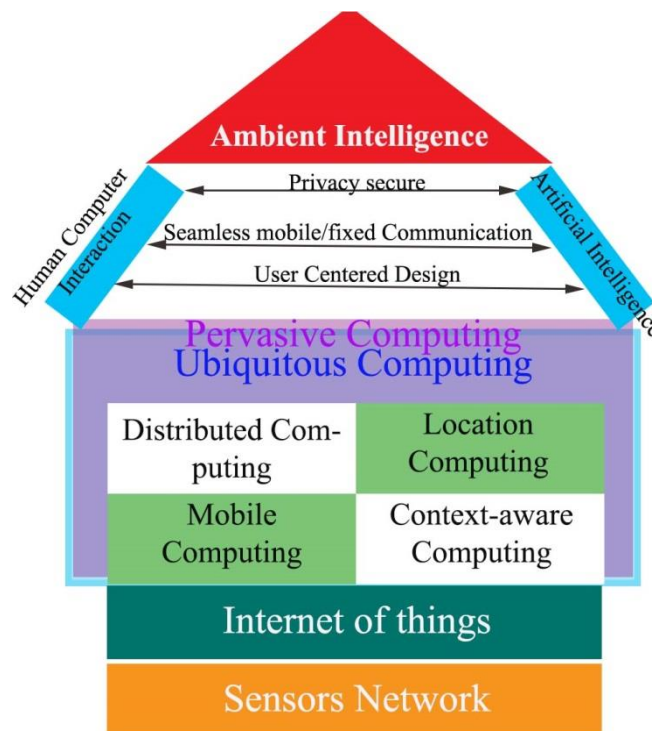 Ambient Intelligence
Privacy secure
Seamless mobile/fixed Communication
User Centered Design
Human Computer
Interaction
Artificial Intelligence
Pervasive Computing
Ubiquitous Computing
Distributed Com-
puting
Location
Computing
Mobile
Computing
Context-aware
Computing
Internet of things
Sensors Network